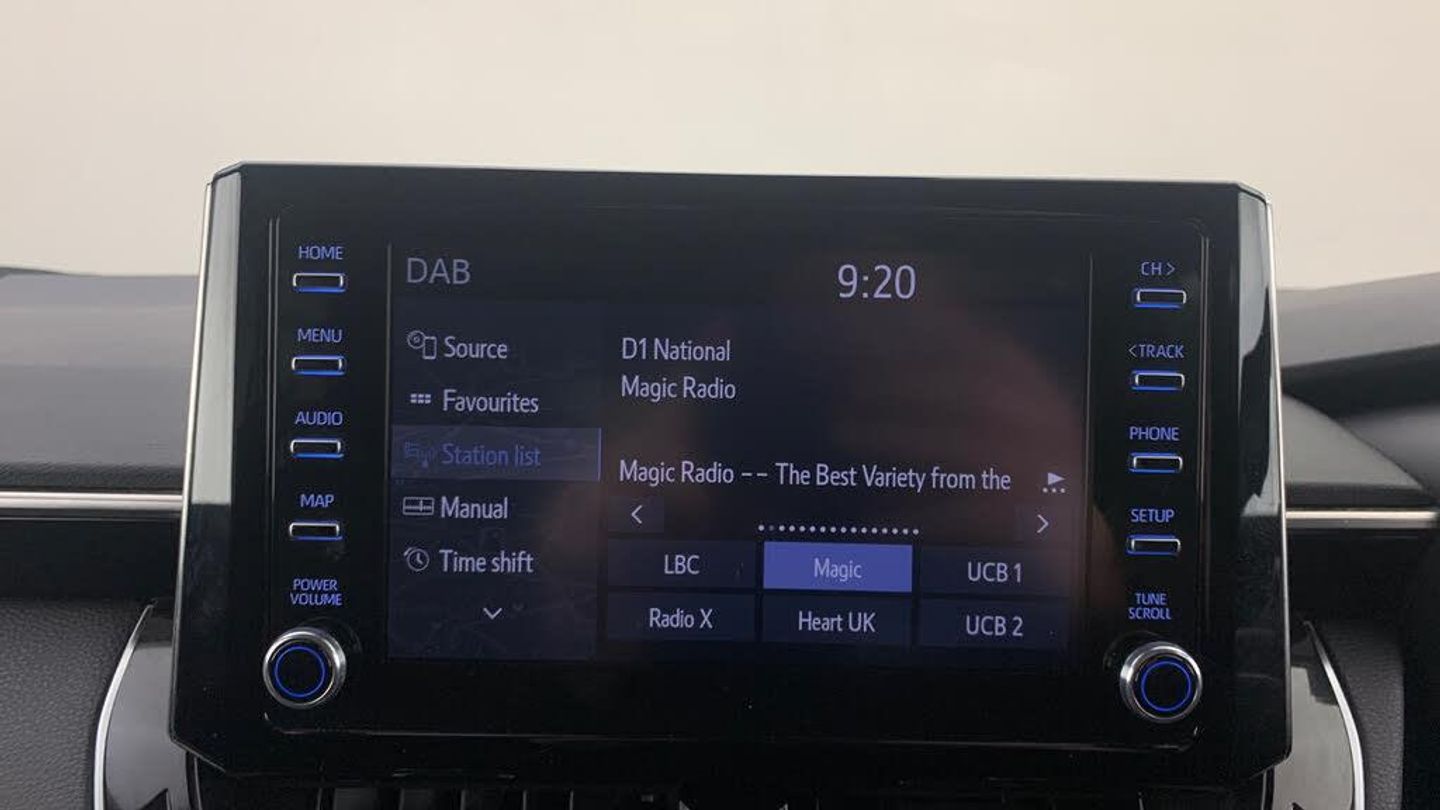 HOME
MENU
AUDIO
MAP
POWER
VOLUME
DAB
9:20
Source
Favourites
Station list
Manual
Time shift
D1 National
Magic Radio
Magic Radio -- The Best Variety from the
LBC
Magic
UCB 1
Radio X
Heart UK
UCB 2
CH >
< TRACK
PHONE
SETUP
TUNE
SCROLL